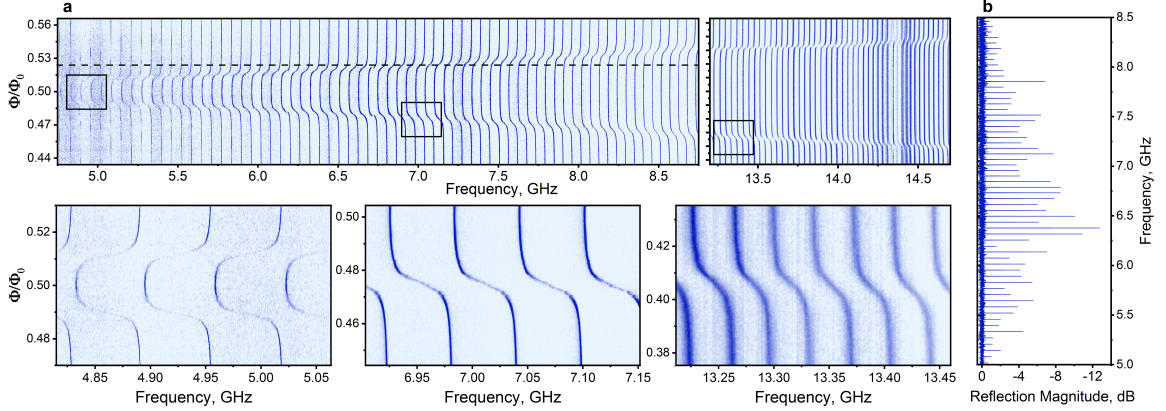 a
b
0.56
0.53
0.50
0.47
0.44
Φ/Φ0
5.0 5.5 6.0 6.5 7.0 7.5 8.0 8.5
13.5 14.0 14.5
Frequency, GHz
0.52
0.50
0.48
Φ/Φ0
4.85 4.90 4.95 5.00 5.05
Frequency, GHz
0.50
0.48
0.46
6.95 7.00 7.05 7.10 7.15
Frequency, GHz
0.42
0.40
0.38
13.25 13.30 13.35 13.40 13.45
Frequency, GHz
8.5
8.0
7.5
7.0
6.5
6.0
5.5
5.0
Frequency, GHz
0 -4 -8 -12
Reflection Magnitude, dB